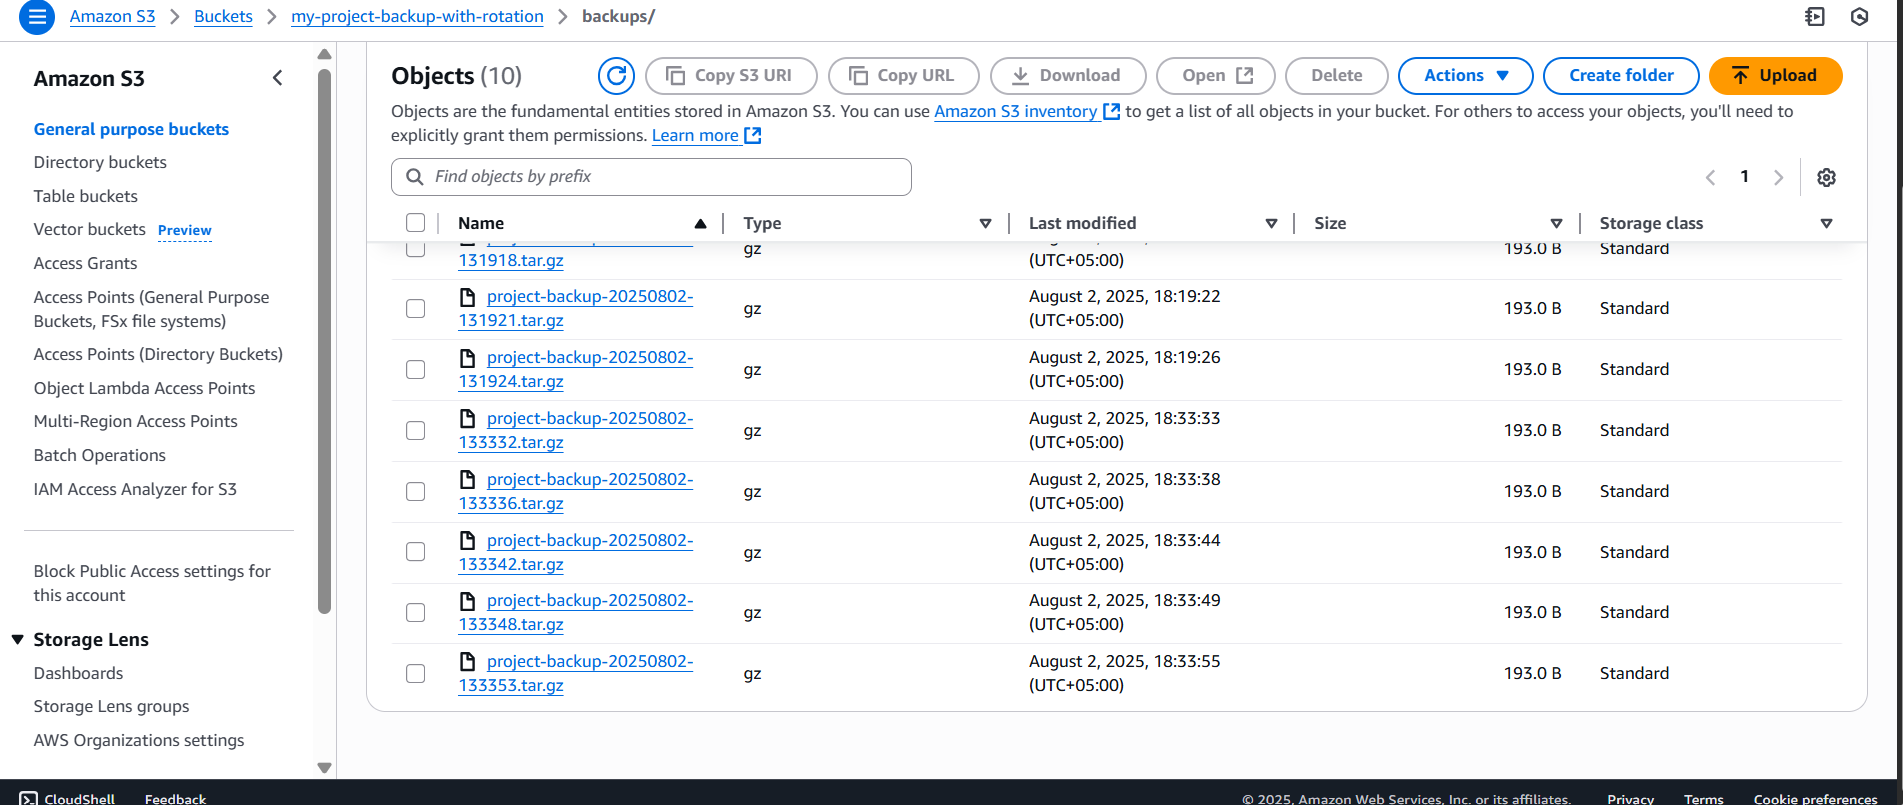 Amazon S3 > Buckets > my-project-backup-with-rotation > backups/
Amazon S3
General purpose buckets
Directory buckets
Table buckets
Vector buckets Preview
Access Grants
Access Points (General Purpose
Buckets, FSx file systems)
Access Points (Directory Buckets)
Object Lambda Access Points
Multi-Region Access Points
Batch Operations
IAM Access Analyzer for S3
Block Public Access settings for
this account
Storage Lens
Dashboards
Storage Lens groups
AWS Organizations settings
Objects (10)
Copy S3 URI
Copy URL
Download
Open
Delete
Actions
Create folder
Upload
Objects are the fundamental entities stored in Amazon S3. You can use Amazon S3 inventory to get a list of all objects in your bucket. For others to access your objects, you'll need to
explicitly grant them permissions. Learn more
Find objects by prefix
1
Name Type Last modified Size Storage class
131918.tar.gz gz (UTC+05:00) 193.0 B Standard
project-backup-20250802- August 2, 2025, 18:19:22
131921.tar.gz gz (UTC+05:00) 193.0 B Standard
project-backup-20250802- August 2, 2025, 18:19:26
131924.tar.gz gz (UTC+05:00) 193.0 B Standard
project-backup-20250802- August 2, 2025, 18:33:33
133332.tar.gz gz (UTC+05:00) 193.0 B Standard
project-backup-20250802- August 2, 2025, 18:33:38
133336.tar.gz gz (UTC+05:00) 193.0 B Standard
project-backup-20250802- August 2, 2025, 18:33:44
133342.tar.gz gz (UTC+05:00) 193.0 B Standard
project-backup-20250802- August 2, 2025, 18:33:49
133348.tar.gz gz (UTC+05:00) 193.0 B Standard
project-backup-20250802- August 2, 2025, 18:33:55
133353.tar.gz gz (UTC+05:00) 193.0 B Standard
CloudShell Feedback © 2025, Amazon Web Services, Inc. or its affiliates. Privacy Terms Cookie preferences